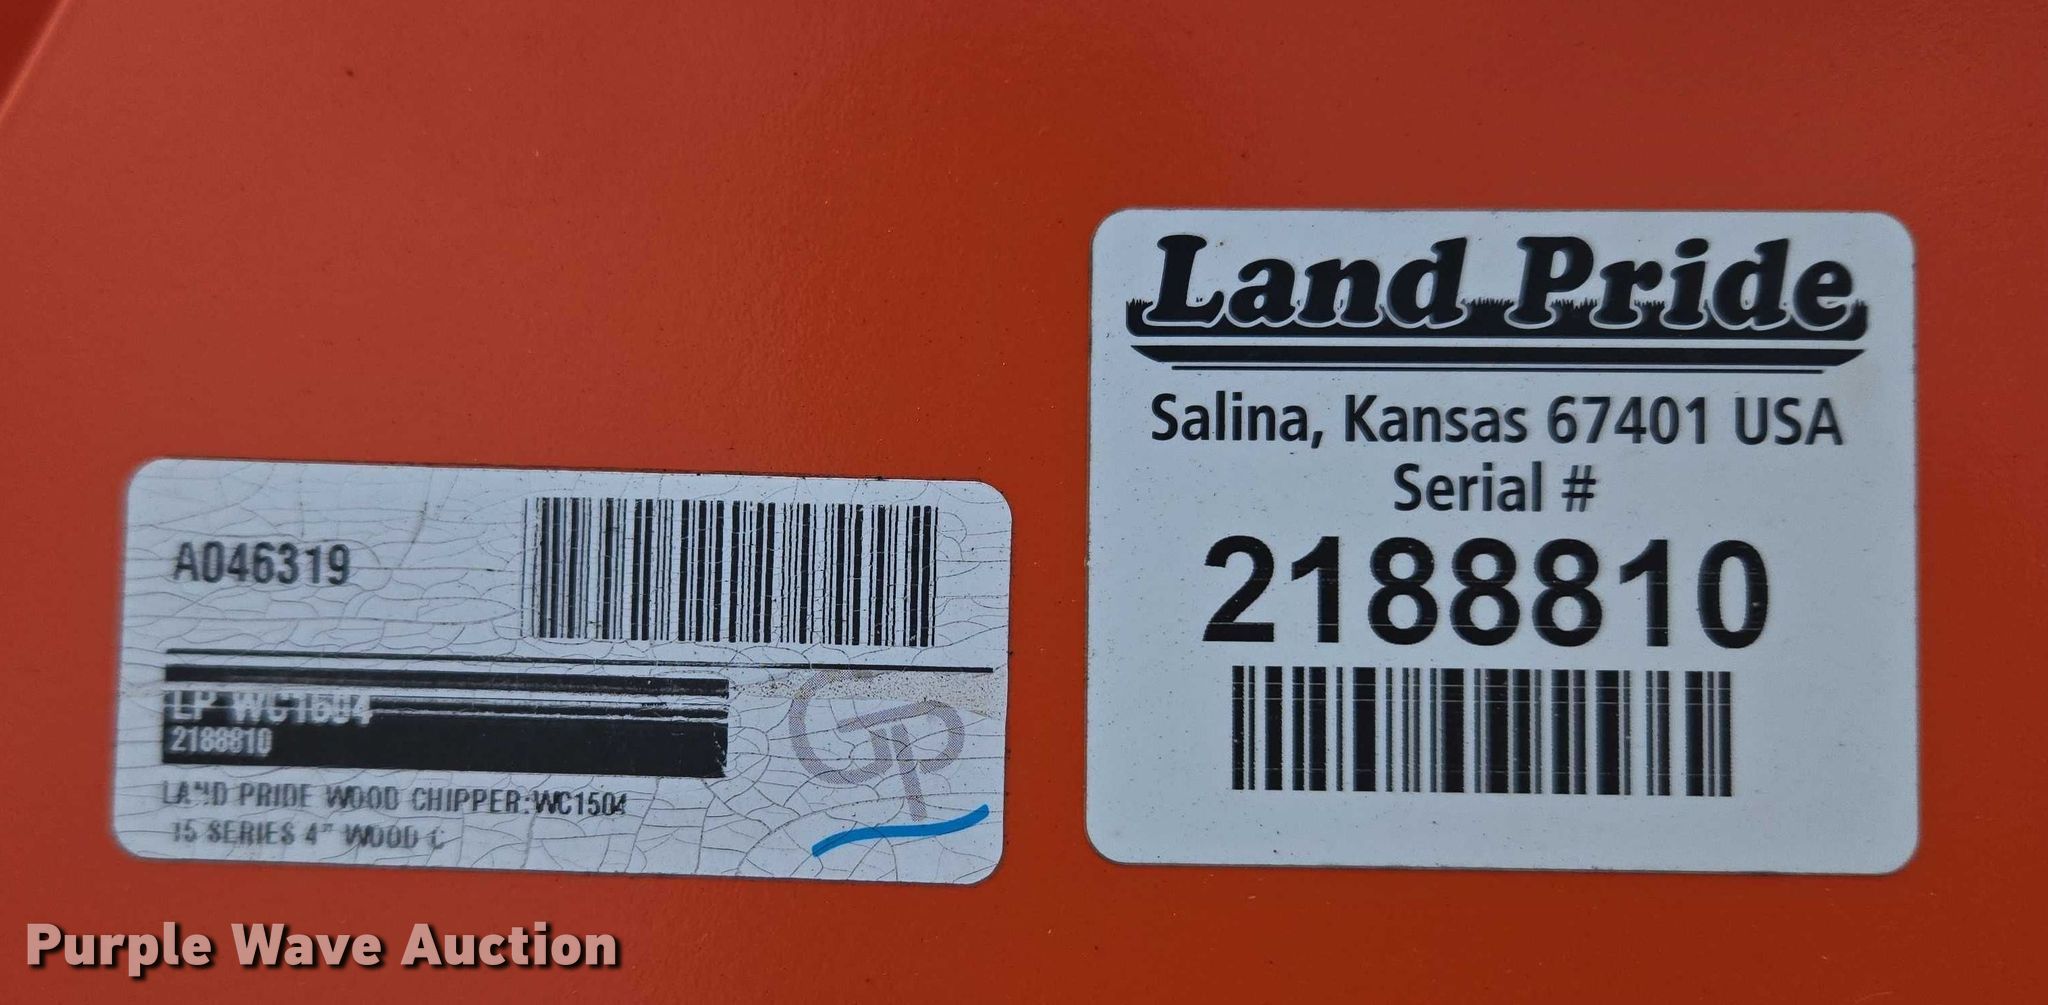 Land Pride
Salina, Kansas 67401 USA
Serial #
2188810
A046319
LP WC1504
2188810
LAND PRIDE WOOD CHIPPER:WC1504
15 SERIES 4" WOOD C
GP
Purple Wave Auction